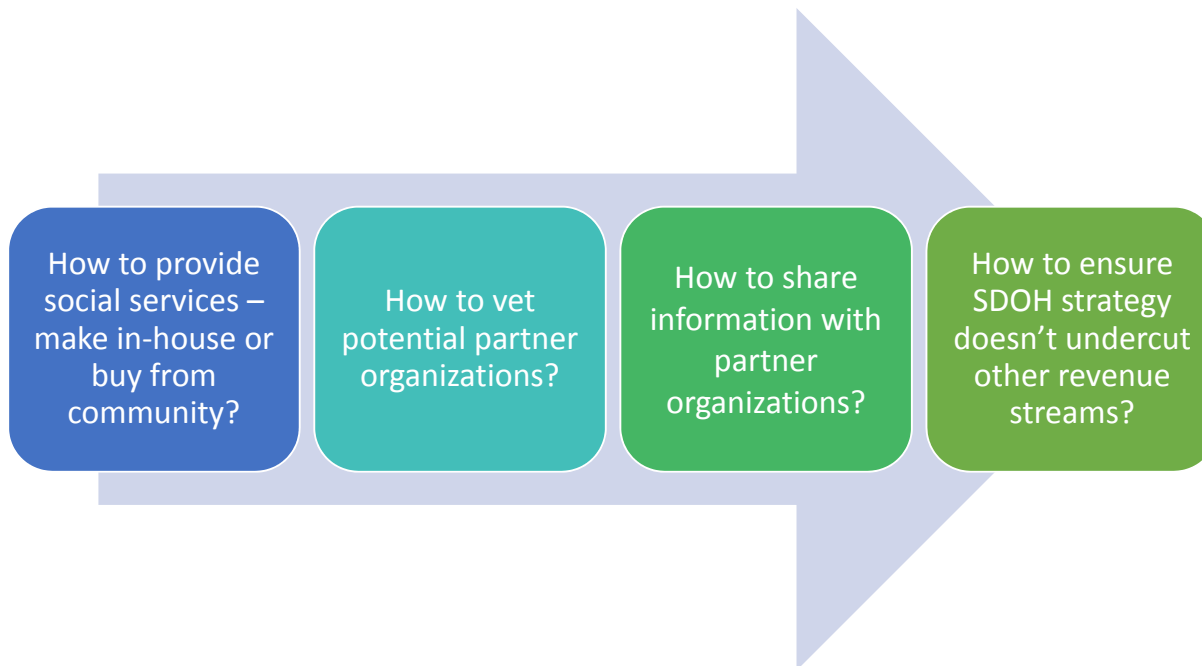 How to provide
social services –
make in-house or
buy from
community?
How to vet
potential partner
organizations?
How to share
information with
partner
organizations?
How to ensure
SDOH strategy
doesn’t undercut
other revenue
streams?